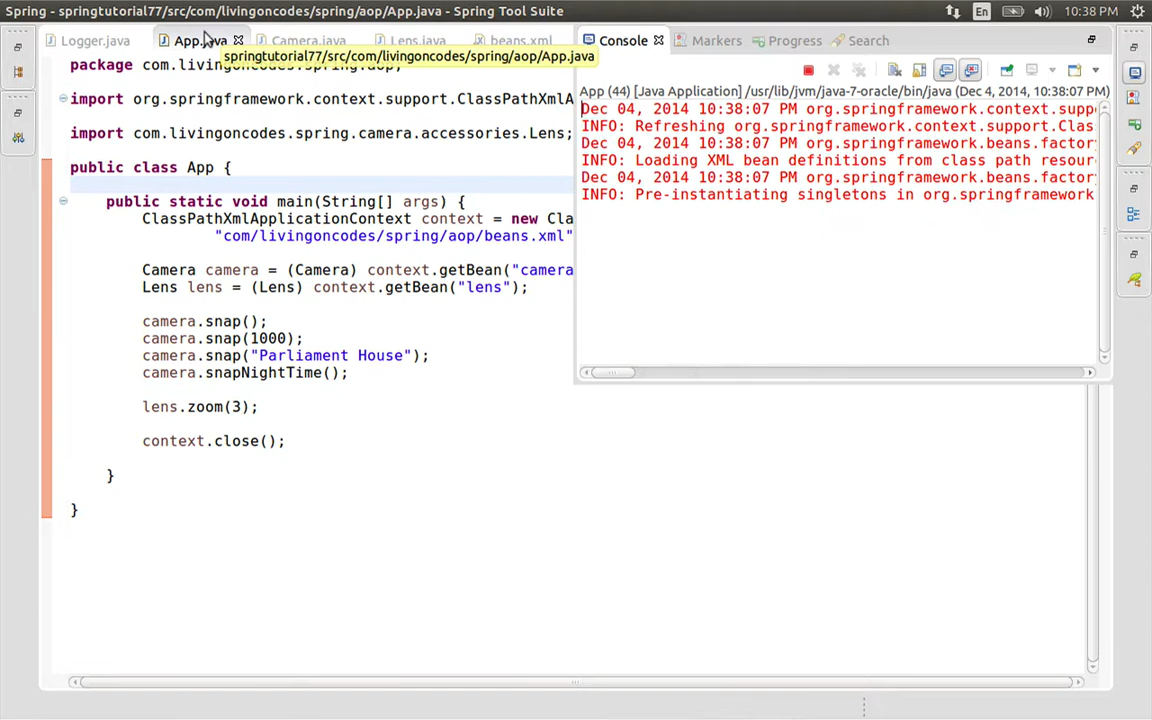 Spring - springtutorial77/src/com/livingoncodes/spring/aop/App.java - Spring Tool Suite
En
10:38 PM
Logger.java
App.java
Camera.java
Lens.java
beans.xml
springtutorial77/src/com/livingoncodes/spring/aop/App.java
package com.livingoncodes.spring.aop;
import org.springframework.context.support.ClassPathXmlA
import com.livingoncodes.spring.camera.accessories.Lens;
public class App {
public static void main(String[] args) {
ClassPathXmlApplicationContext context = new Cla
"com/livingoncodes/spring/aop/beans.xml"
Camera camera = (Camera) context.getBean("camera
Lens lens = (Lens) context.getBean("lens");
camera.snap();
camera.snap(1000);
camera.snap("Parliament House");
camera.snapNightTime();
lens.zoom(3);
context.close();
}
}
Console
Markers
Progress
Search
App (44) [Java Application] /usr/lib/jvm/java-7-oracle/bin/java (Dec 4, 2014, 10:38:07 PM)
Dec 04, 2014 10:38:07 PM org.springframework.context.supp
INFO: Refreshing org.springframework.context.support.Clas
Dec 04, 2014 10:38:07 PM org.springframework.beans.factor
INFO: Loading XML bean definitions from class path resour
Dec 04, 2014 10:38:07 PM org.springframework.beans.factor
INFO: Pre-instantiating singletons in org.springframework